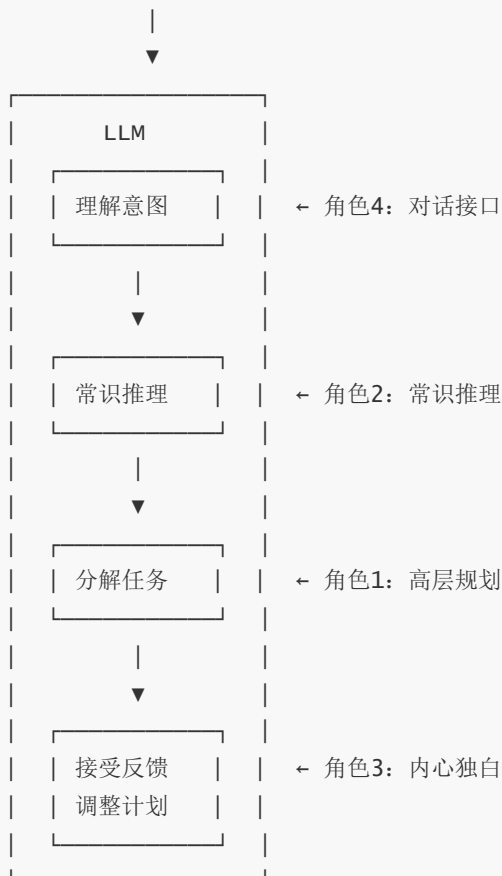 LLM
理解意图 ← 角色4：对话接口
常识推理 ← 角色2：常识推理
分解任务 ← 角色1：高层规划
接受反馈 ← 角色3：内心独白
调整计划